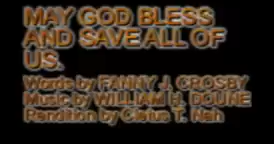 MAY GOD BLESS
AND SAVE ALL OF
US.
Words by FANNY J. CROSBY
Music by WILLIAM H. DOUNE
Rendition by Cletus T. Nah